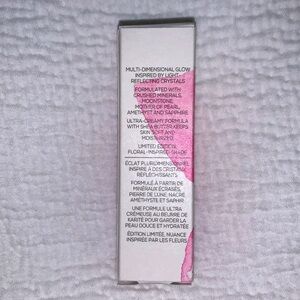 MULTI-DIMENSIONAL GLOW
INSPIRED BY LIGHT-
REFLECTING CRYSTALS
FORMULATED WITH
CRUSHED MINERALS,
MOONSTONE,
MOTHER OF PEARL,
AMETHYST AND SAPPHIRE
ULTRA-CREAMY FORMULA
WITH SHEA BUTTER KEEPS
SKIN SOFT AND
MOISTURIZED
LIMITED EDITION,
FLORAL-INSPIRED SHADE
ÉCLAT PLURIDIMENSIONNEL
INSPIRÉ À DES CRISTAUX
RÉFLÉCHISSANTS
FORMULÉ À PARTIR DE
MINÉRAUX ÉCRASÉS,
PIERRE DE LUNE, NACRE,
AMÉTHYSTE ET SAPHIR
UNE FORMULE ULTRA
CRÉMEUSE AU BEURRE DE
KARITÉ POUR GARDER LA
PEAU DOUCE ET HYDRATÉE
ÉDITION LIMITÉE, NUANCE
INSPIRÉE PAR LES FLEURS